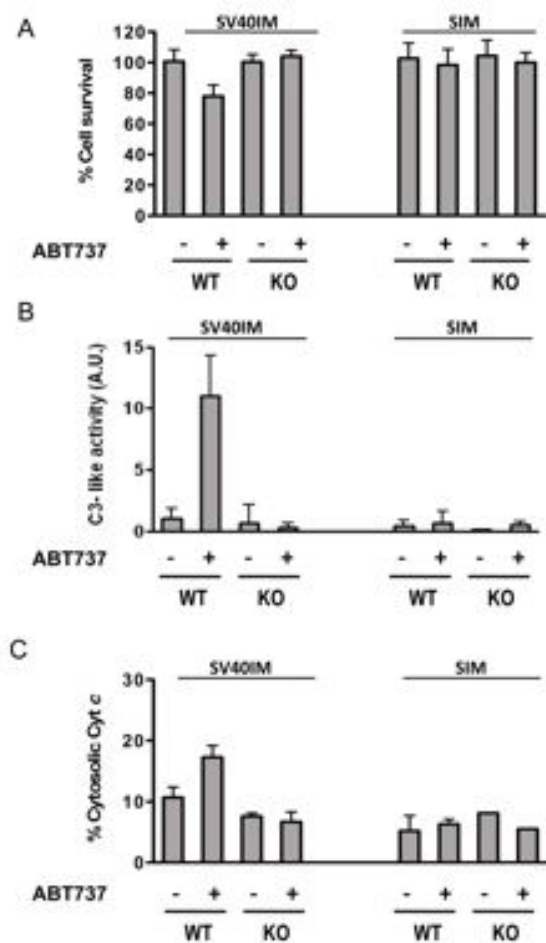 A
SV40IM SIM
% Cell survival
120
100
80
60
40
20
0
ABT737 - + - + - + - +
WT KO WT KO
B
SV40IM SIM
C3- like activity (A.U.)
15
10
5
0
ABT737 - + - + - + - +
WT KO WT KO
C
SV40IM SIM
% Cytosolic Cyt c
30
20
10
0
ABT737 - + - + - + - +
WT KO WT KO